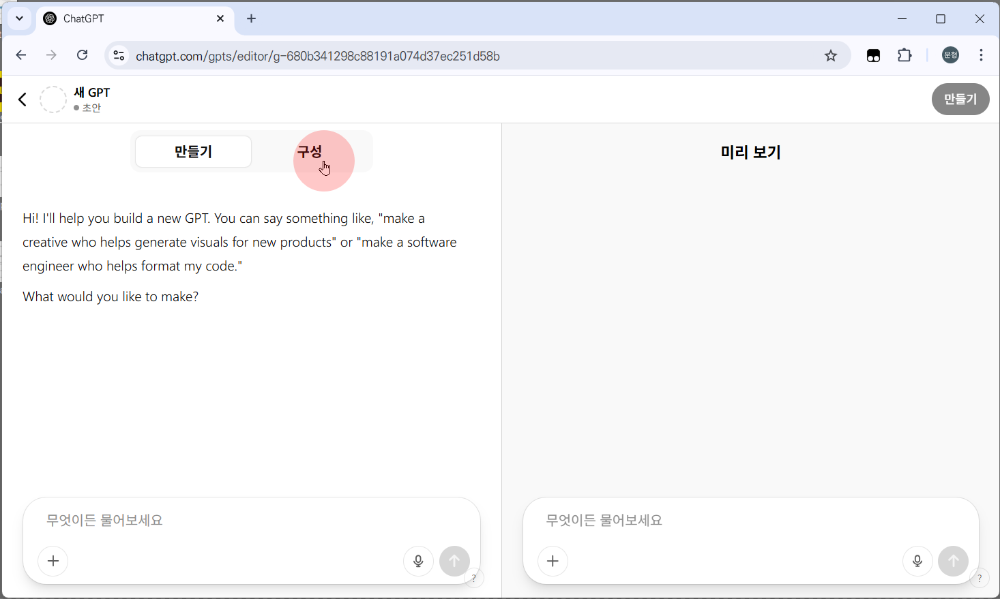 ChatGPT
chatgpt.com/gpts/editor/g-680b341298c88191a074d37ec251d58b
문형
새 GPT
초안
만들기
만들기
구성
미리 보기
Hi! I'll help you build a new GPT. You can say something like, "make a
creative who helps generate visuals for new products" or "make a software
engineer who helps format my code."
What would you like to make?
무엇이든 물어보세요
?
무엇이든 물어보세요
?